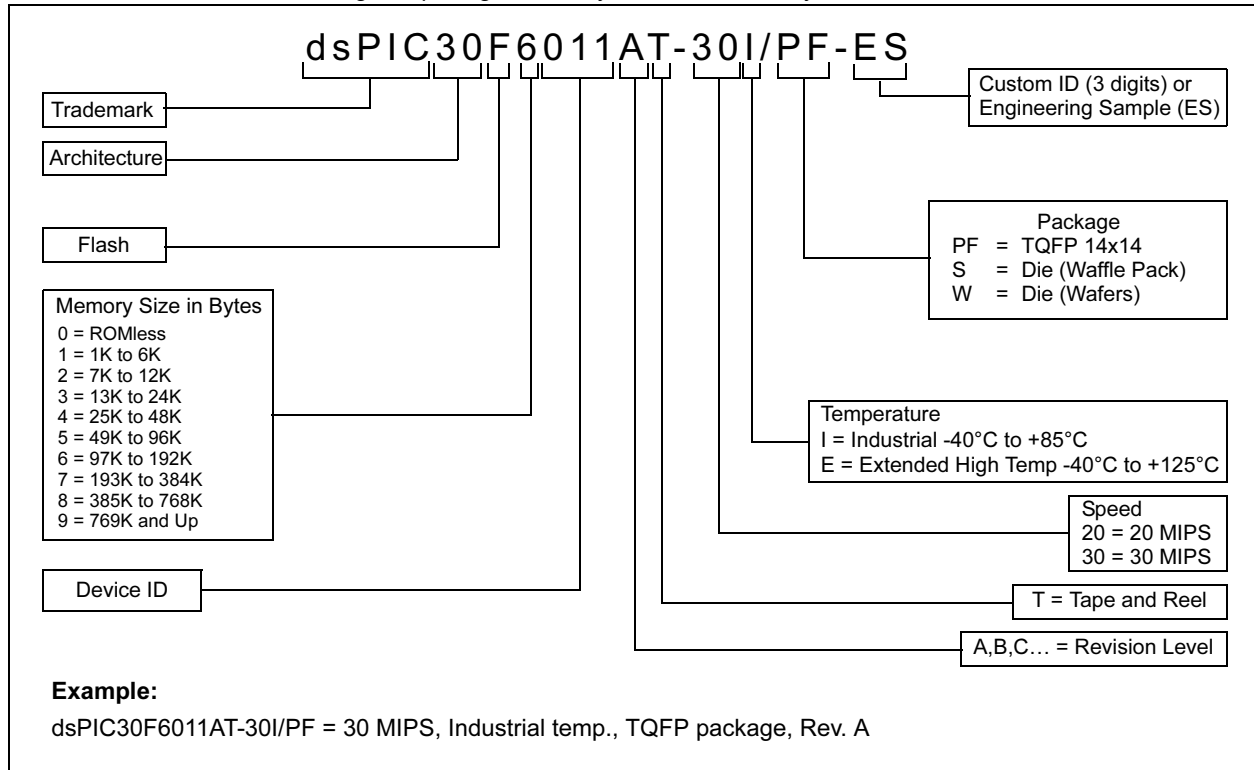 dsPIC30F6011AT-30I/PF-ES
Trademark
Architecture
Flash
Memory Size in Bytes
0 = ROMless
1 = 1K to 6K
2 = 7K to 12K
3 = 13K to 24K
4 = 25K to 48K
5 = 49K to 96K
6 = 97K to 192K
7 = 193K to 384K
8 = 385K to 768K
9 = 769K and Up
Device ID
Custom ID (3 digits) or
Engineering Sample (ES)
Package
PF = TQFP 14x14
S = Die (Waffle Pack)
W = Die (Wafers)
Temperature
I = Industrial -40°C to +85°C
E = Extended High Temp -40°C to +125°C
Speed
20 = 20 MIPS
30 = 30 MIPS
T = Tape and Reel
A,B,C… = Revision Level
Example:
dsPIC30F6011AT-30I/PF = 30 MIPS, Industrial temp., TQFP package, Rev. A